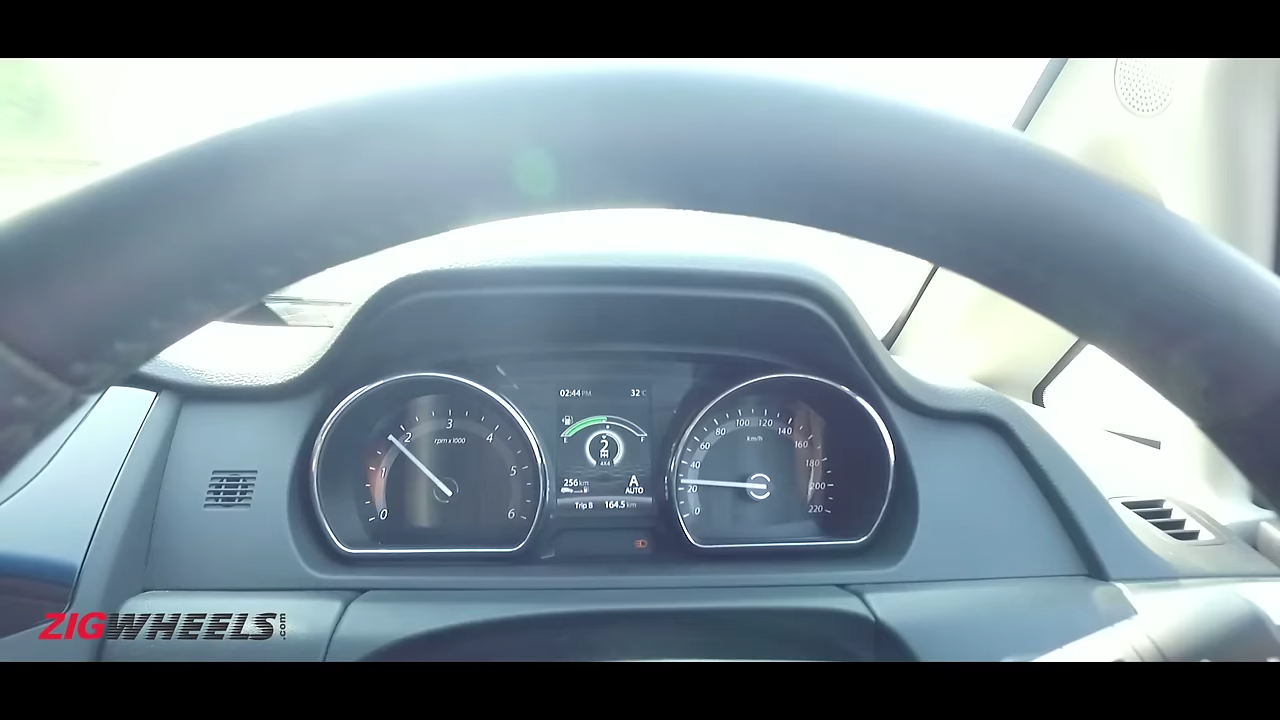 02:44 PM 32 C
0 1 2 3 4 5 6
rpm x 1000
2
4X4
256 km
A
AUTO
Trip B 164.5 km
0 20 40 60 80 100 120 140 160 180 200 220
km/h
ZIGWHEELS.com